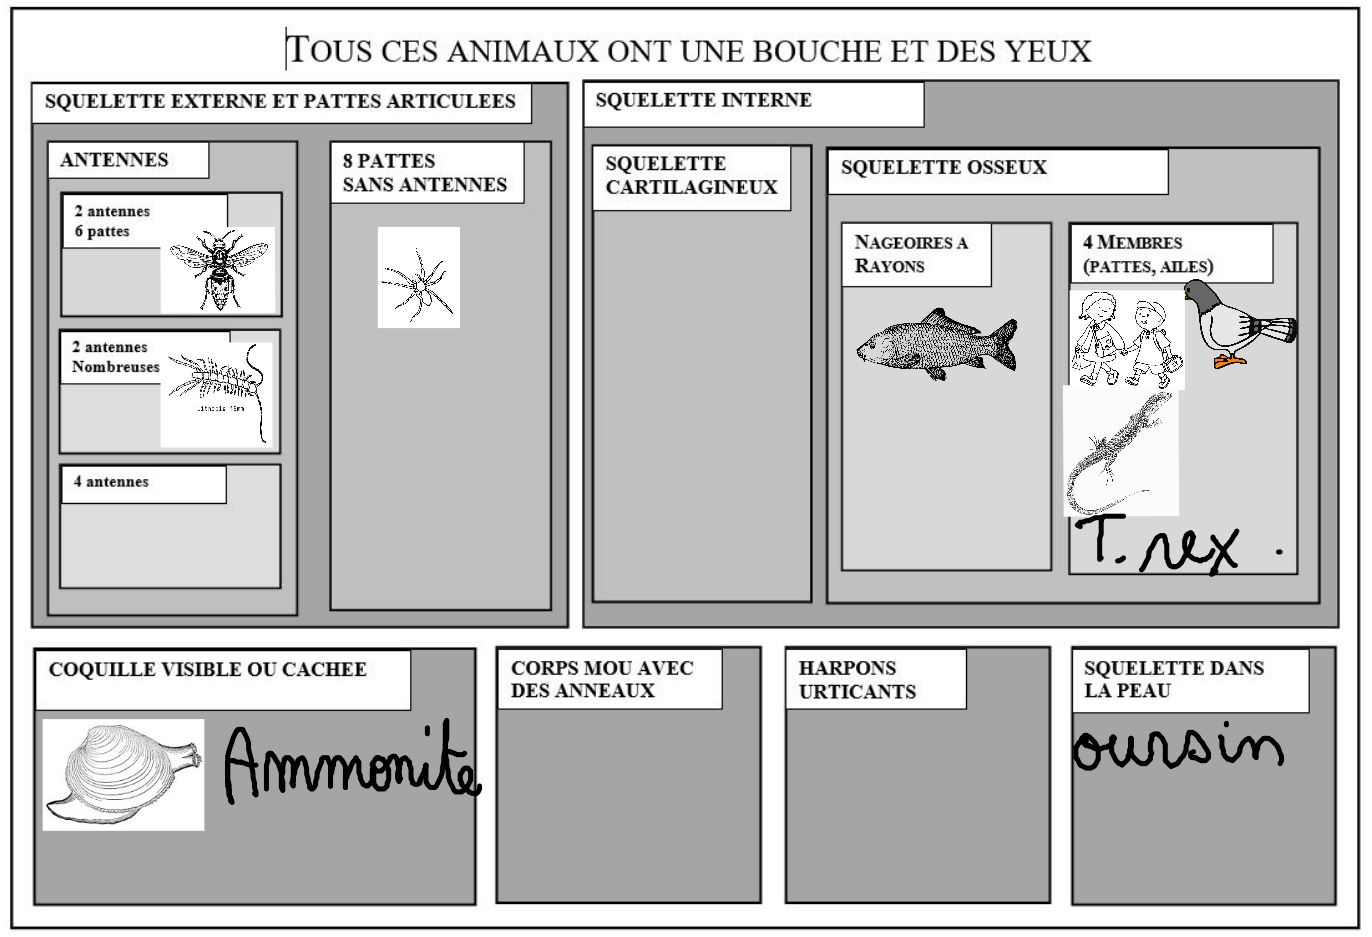 TOUS CES ANIMAUX ONT UNE BOUCHE ET DES YEUX
SQUELETTE EXTERNE ET PATTES ARTICULEES
ANTENNES
2 antennes
6 pattes
2 antennes
Nombreuses
Lithobie 15mm
4 antennes
8 PATTES
SANS ANTENNES
SQUELETTE INTERNE
SQUELETTE
CARTILAGINEUX
SQUELETTE OSSEUX
NAGEOIRES A
RAYONS
4 MEMBRES
(PATTES, AILES)
T. rex .
COQUILLE VISIBLE OU CACHEE
Ammonite
CORPS MOU AVEC
DES ANNEAUX
HARPONS
URTICANTS
SQUELETTE DANS
LA PEAU
oursin